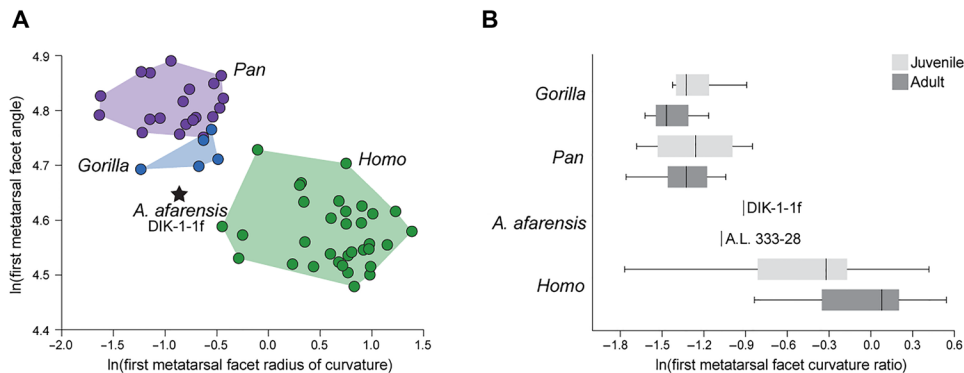 A
ln(first metatarsal facet angle)
4.9
4.8
4.7
4.6
4.5
4.4
Pan
Gorilla
Homo
A. afarensis
DIK-1-1f
−2.0 −1.5 −1.0 −0.5 0.0 0.5 1.0 1.5
ln(first metatarsal facet radius of curvature)
B
Juvenile
Adult
Gorilla
Pan
A. afarensis
DIK-1-1f
A.L. 333-28
Homo
−1.8 −1.5 −1.2 −0.9 −0.6 −0.3 0.0 0.3 0.6
ln(first metatarsal facet curvature ratio)